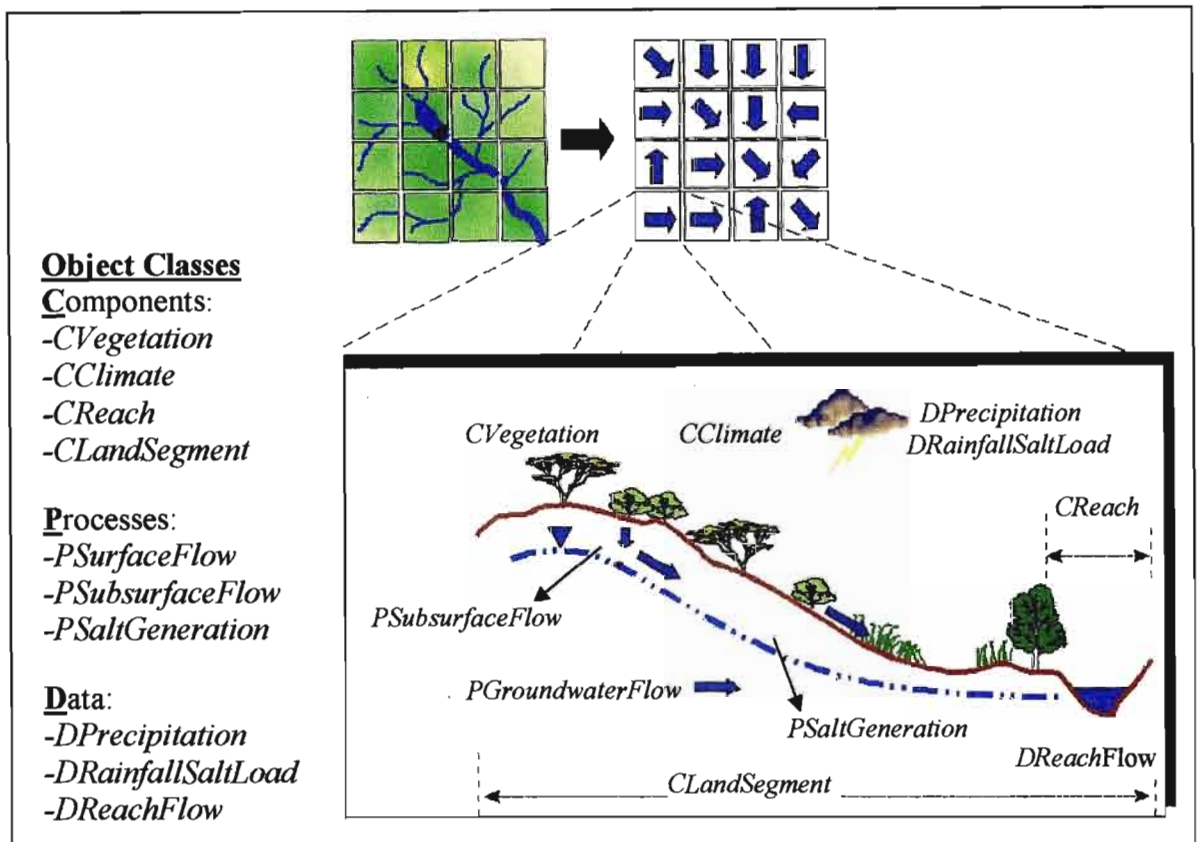 Object Classes
Components:
-CVegetation
-CClimate
-CReach
-CLandSegment
Processes:
-PSurfaceFlow
-PSubsurfaceFlow
-PSaltGeneration
Data:
-DPrecipitation
-DRainfallSaltLoad
-DReachFlow
CVegetation
CClimate
DPrecipitation
DRainfallSaltLoad
CReach
PSubsurfaceFlow
PGroundwaterFlow
PSaltGeneration
DReachFlow
CLandSegment